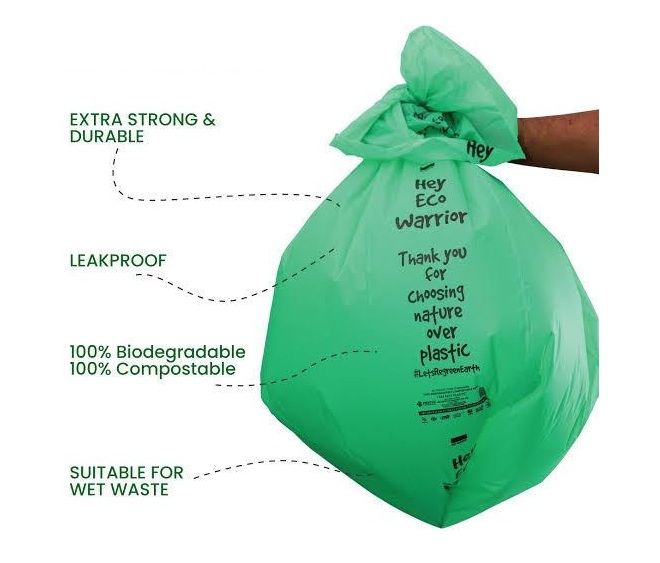 EXTRA STRONG &
DURABLE
LEAKPROOF
100% Biodegradable
100% Compostable
SUITABLE FOR
WET WASTE
Hey
Hey
Eco
Warrior
Thank you
for
choosing
nature
over
plastic
#LetsRegreenEarth